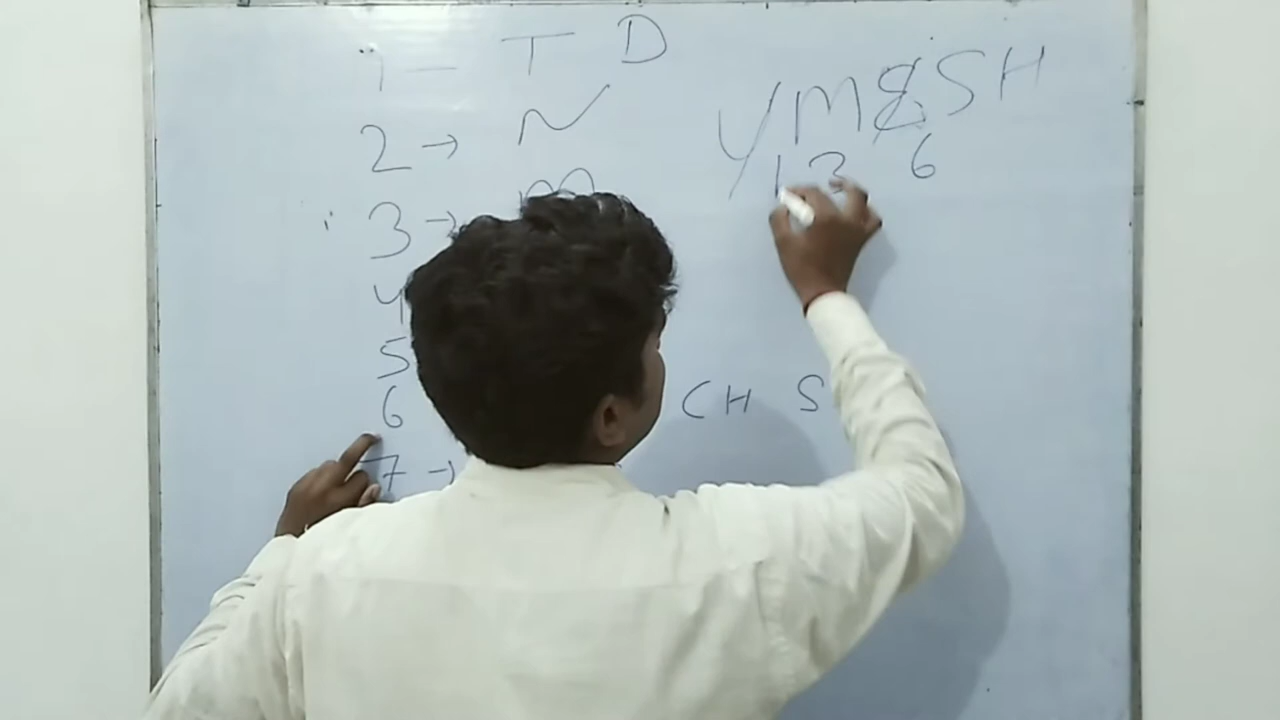 1 — T D
2 → N
3 → m
4
5
6 CH S
7 →
Y M S H
1 3 6